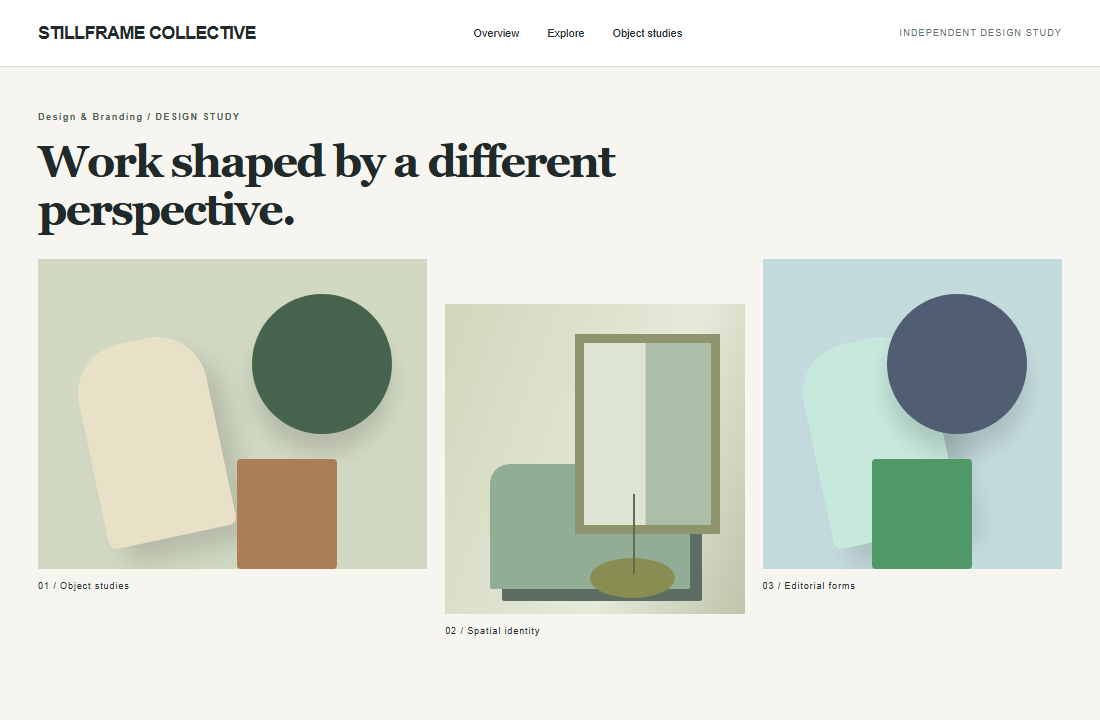 STILLFRAME COLLECTIVE
Overview
Explore
Object studies
INDEPENDENT DESIGN STUDY
Design & Branding / DESIGN STUDY
Work shaped by a different
perspective.
01 / Object studies
02 / Spatial identity
03 / Editorial forms